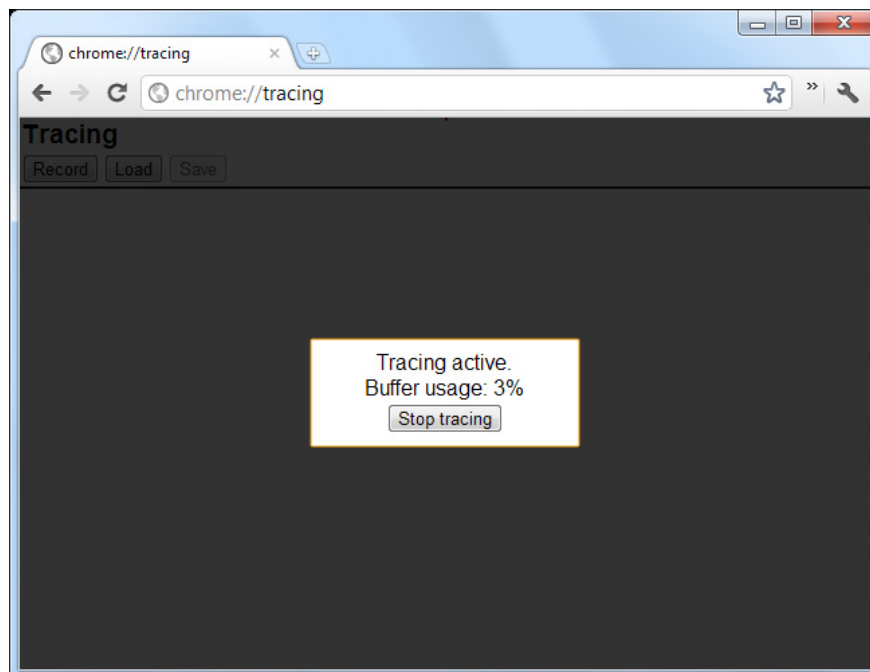 chrome://tracing
chrome://tracing
Tracing
Record Load Save
Tracing active.
Buffer usage: 3%
Stop tracing